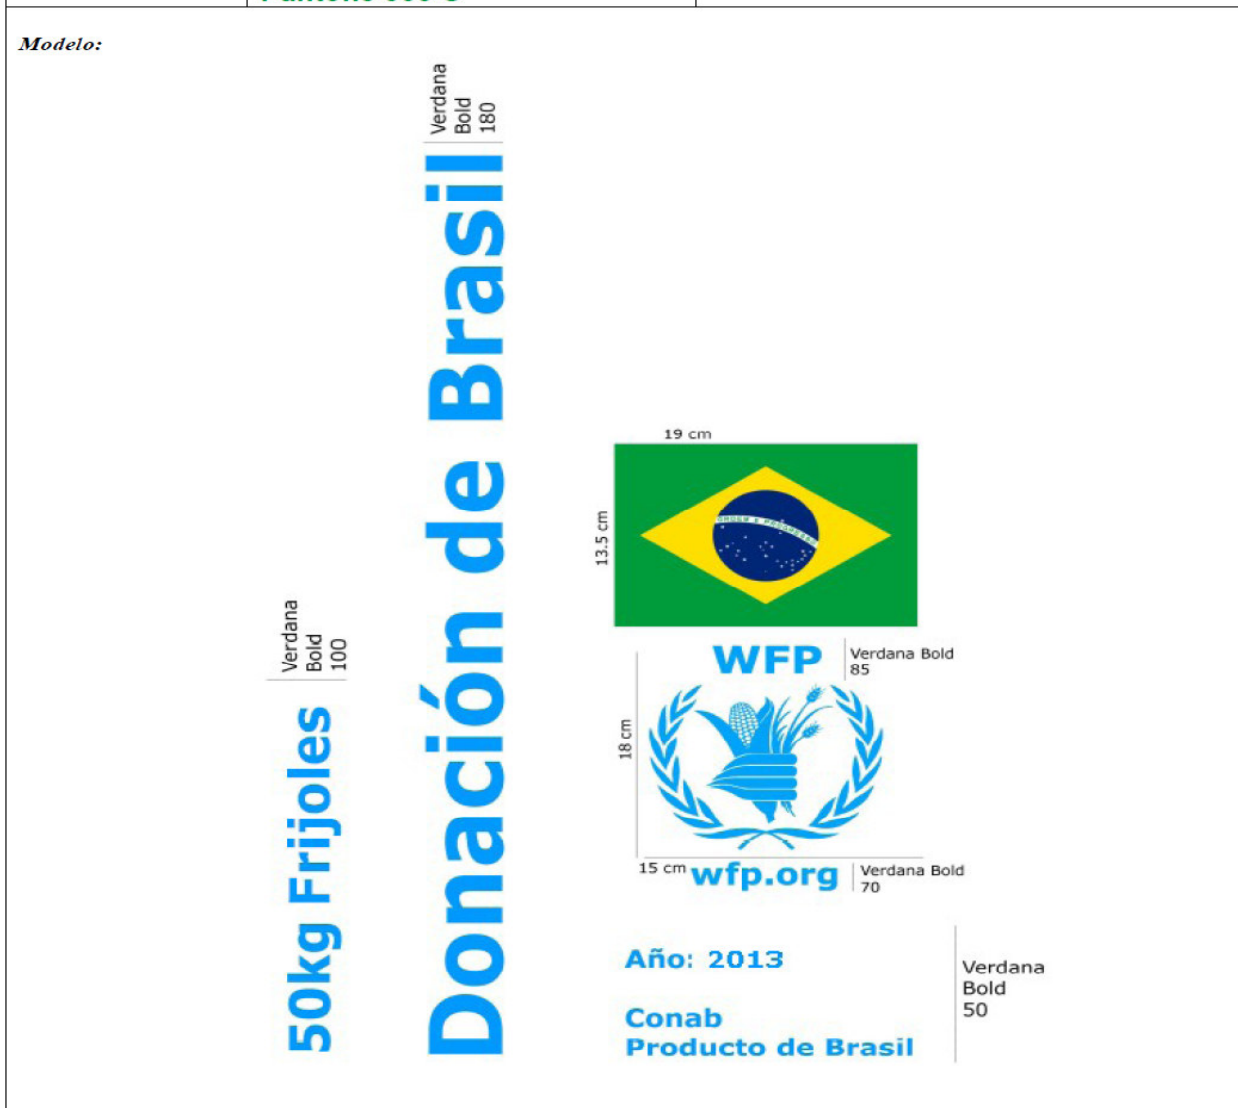 Modelo:
Verdana
Bold
180
Donación de Brasil
Verdana
Bold
100
50kg Frijoles
19 cm
13.5 cm
WFP
Verdana Bold
85
18 cm
15 cm
wfp.org
Verdana Bold
70
Año: 2013
Conab
Producto de Brasil
Verdana
Bold
50